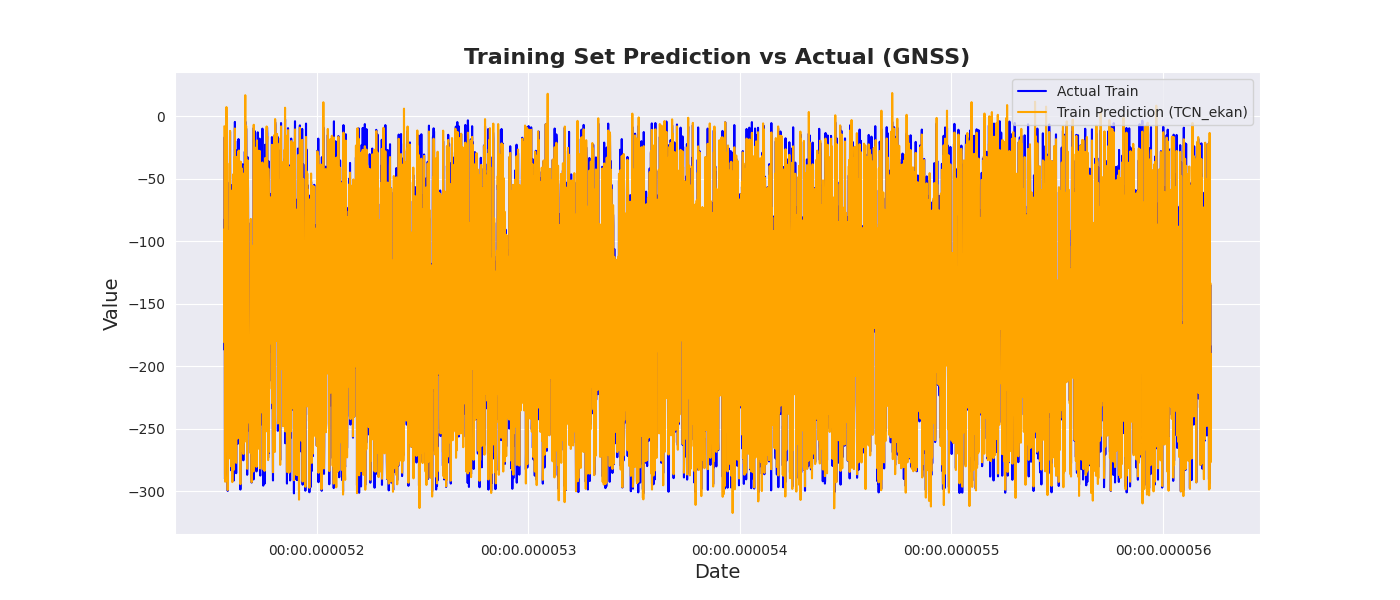 Training Set Prediction vs Actual (GNSS)
Actual Train
Train Prediction (TCN_ekan)
Value
0
−50
−100
−150
−200
−250
−300
00:00.000052
00:00.000053
00:00.000054
00:00.000055
00:00.000056
Date